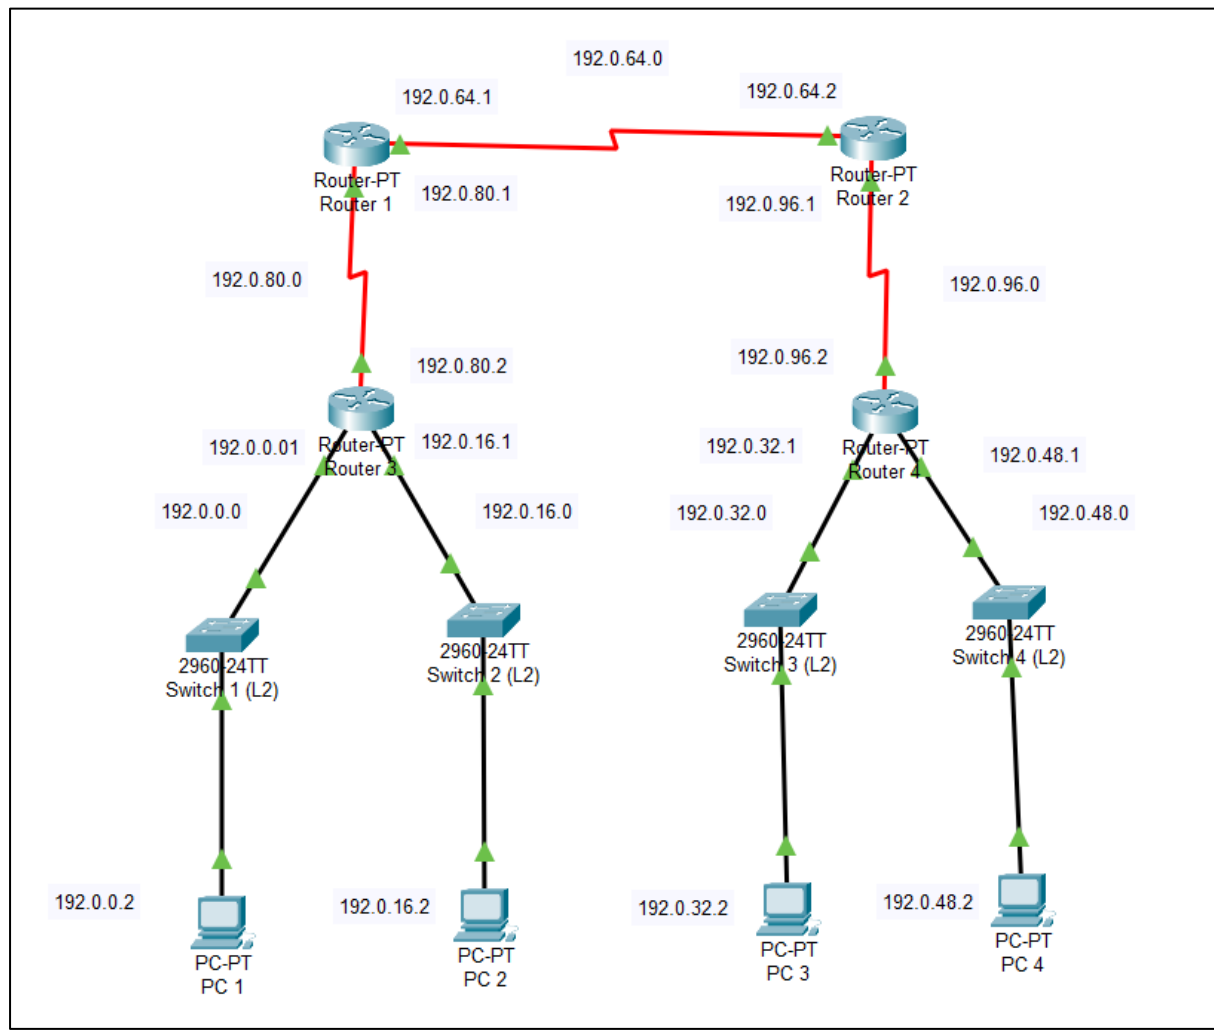 192.0.64.0
192.0.64.1
192.0.64.2
Router-PT
Router 1
192.0.80.1
192.0.96.1
Router-PT
Router 2
192.0.80.0
192.0.96.0
192.0.80.2
192.0.96.2
192.0.0.01
Router-PT
Router 3
192.0.16.1
192.0.32.1
Router-PT
Router 4
192.0.48.1
192.0.0.0
192.0.16.0
192.0.32.0
192.0.48.0
2960-24TT
Switch 1 (L2)
2960-24TT
Switch 2 (L2)
2960-24TT
Switch 3 (L2)
2960-24TT
Switch 4 (L2)
192.0.0.2
192.0.16.2
192.0.32.2
192.0.48.2
PC-PT
PC 1
PC-PT
PC 2
PC-PT
PC 3
PC-PT
PC 4